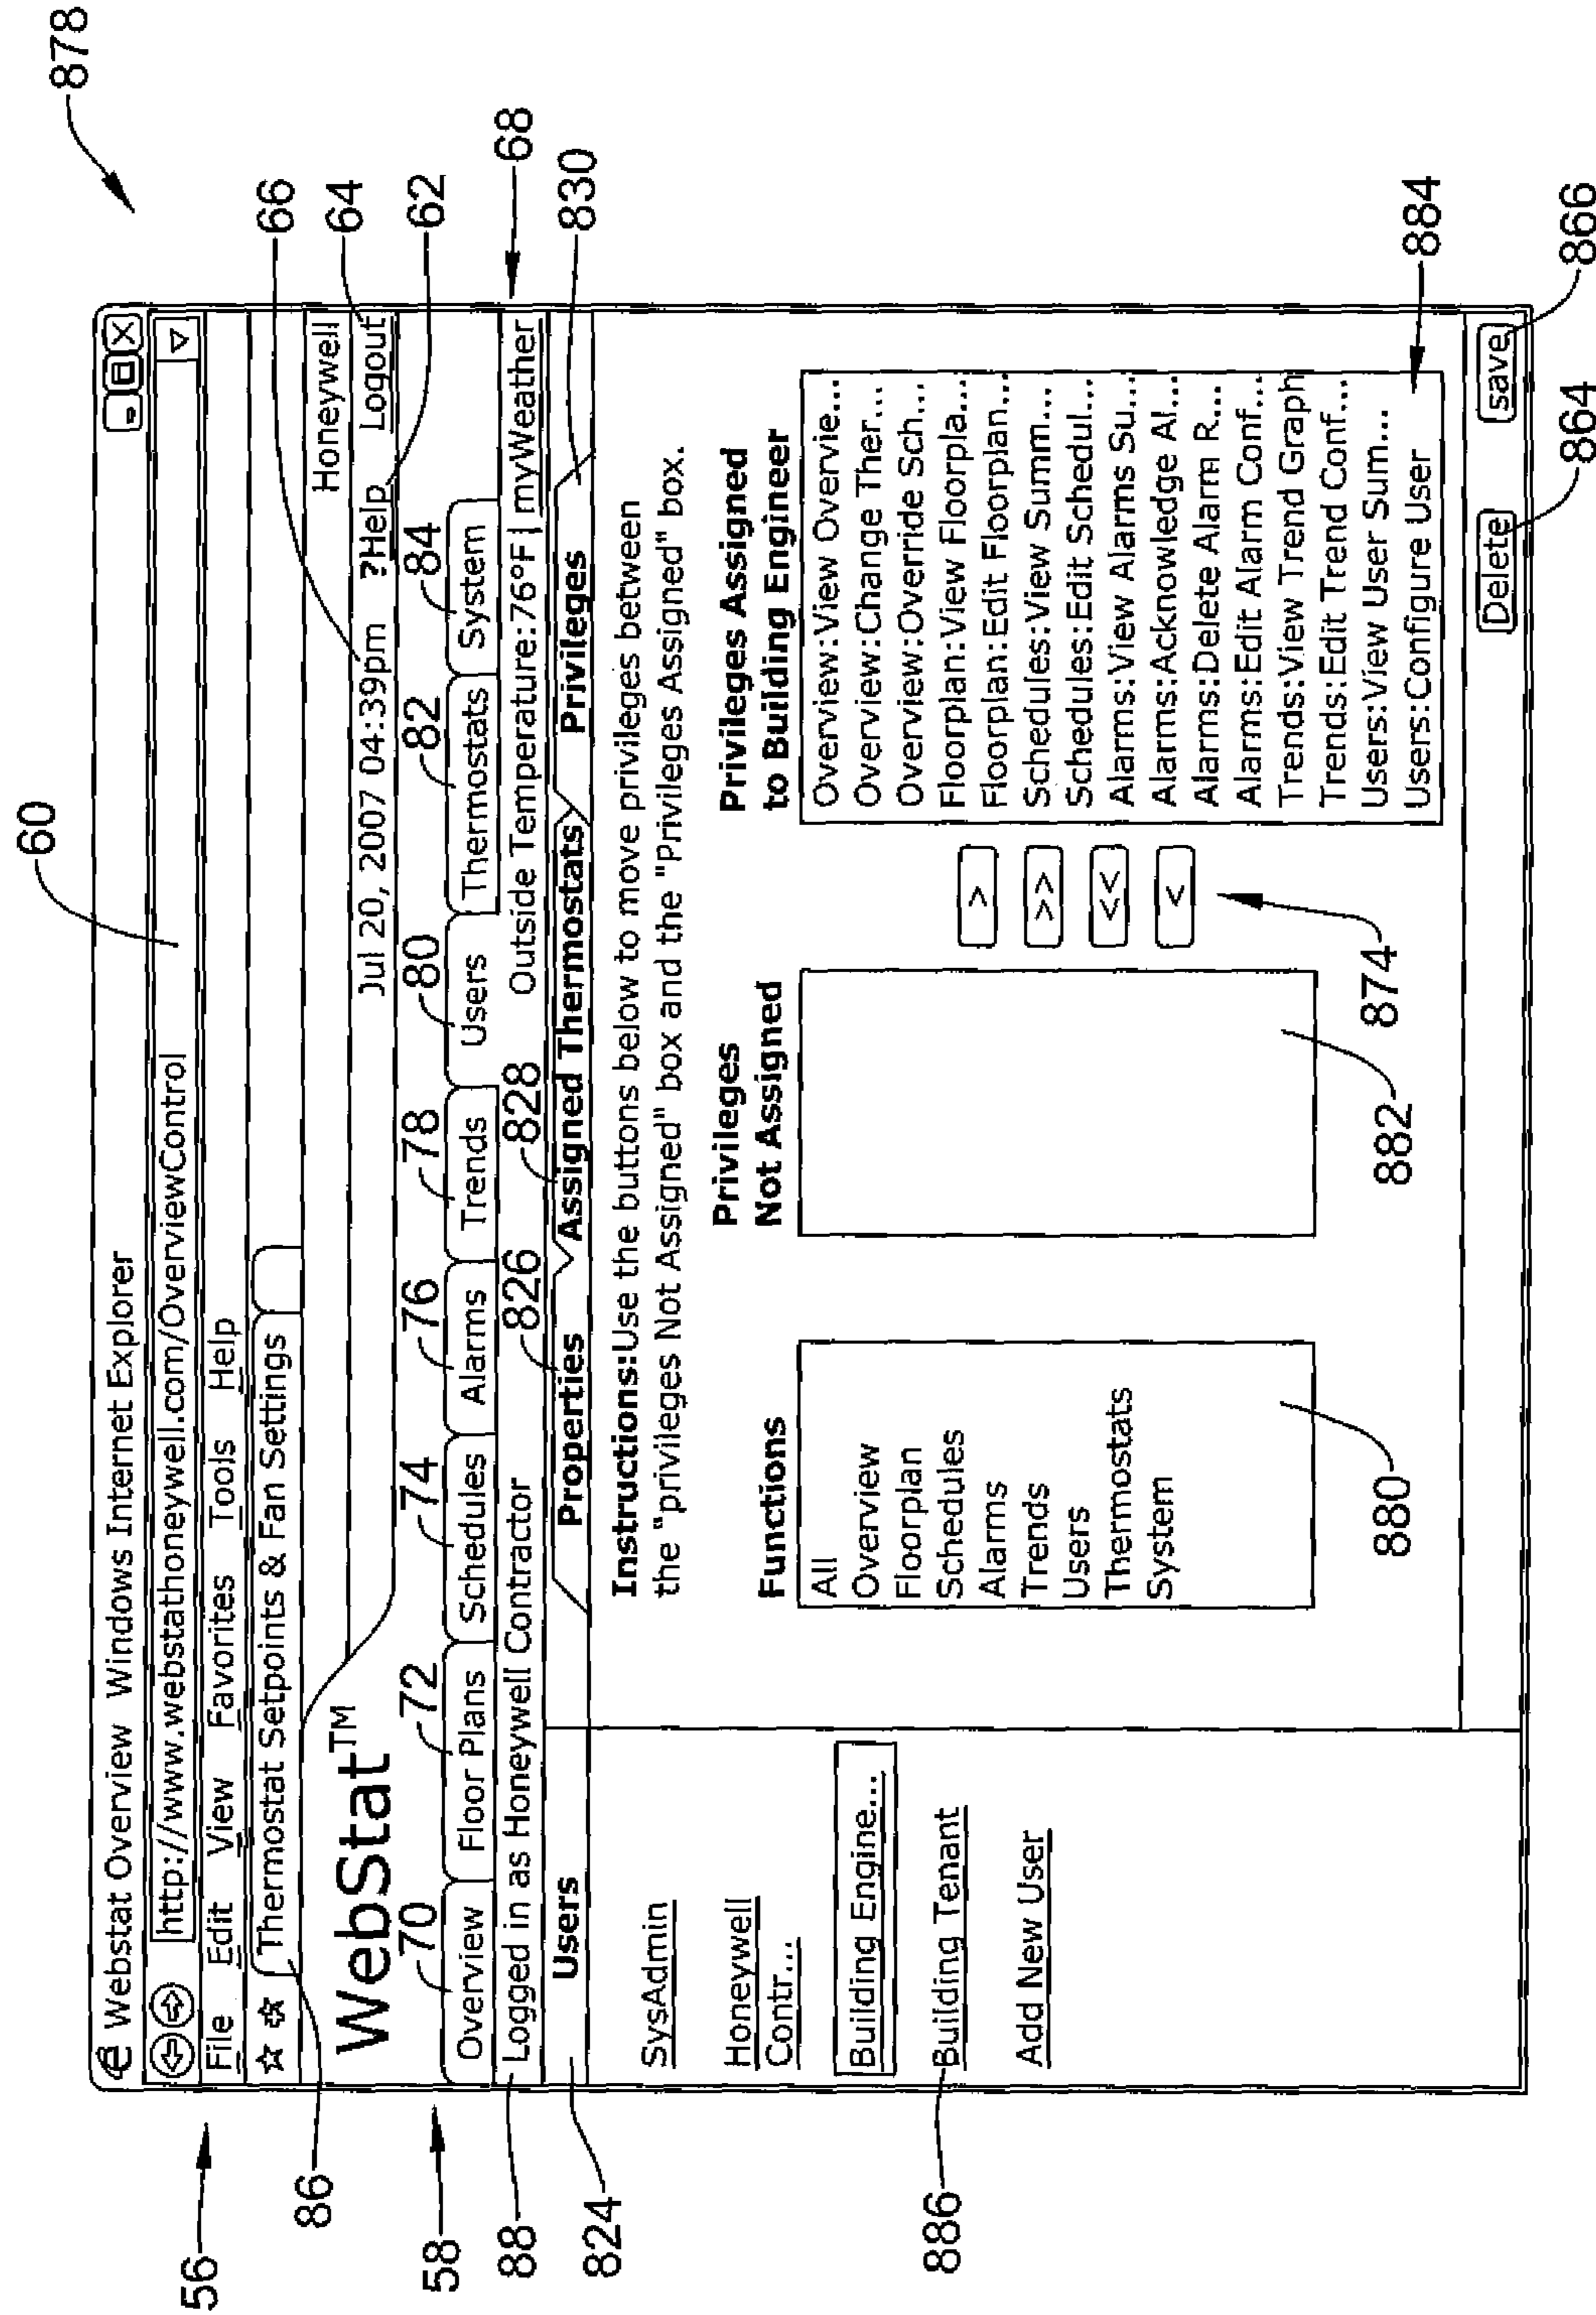 878
60
Webstat Overview Windows Internet Explorer
http://www.webstathoneywell.com/OverviewControl
56
File Edit View Favorites Tools Help
86
Thermostat Setpoints & Fan Settings
66
Honeywell
64
WebStat™
Jul 20, 2007 04:39pm ?Help Logout
62
58
70 72 74 76 78 80 82 84
Overview Floor Plans Schedules Alarms Trends Users Thermostats System
88
Logged in as Honeywell Contractor Outside Temperature:76°F | myWeather
68
826 828
824
Users Properties Assigned Thermostats Privileges
830
Instructions:Use the buttons below to move privileges between
the "privileges Not Assigned" box and the "Privileges Assigned" box.
SysAdmin
Honeywell
Contr...
Building Engine...
886
Building Tenant
Add New User
Functions
All
Overview
Floorplan
Schedules
Alarms
Trends
Users
Thermostats
System
880
Privileges
Not Assigned
882
>
>>
<<
<
874
Privileges Assigned
to Building Engineer
Overview:View Overvie...
Overview:Change Ther...
Overview:Override Sch...
Floorplan:View Floorpla...
Floorplan:Edit Floorplan...
Schedules:View Summ...
Schedules:Edit Schedul...
Alarms:View Alarms Su...
Alarms:Acknowledge Al...
Alarms:Delete Alarm R...
Alarms:Edit Alarm Conf...
Trends:View Trend Graph
Trends:Edit Trend Conf...
Users:View User Sum...
Users:Configure User
884
Delete save
864 866